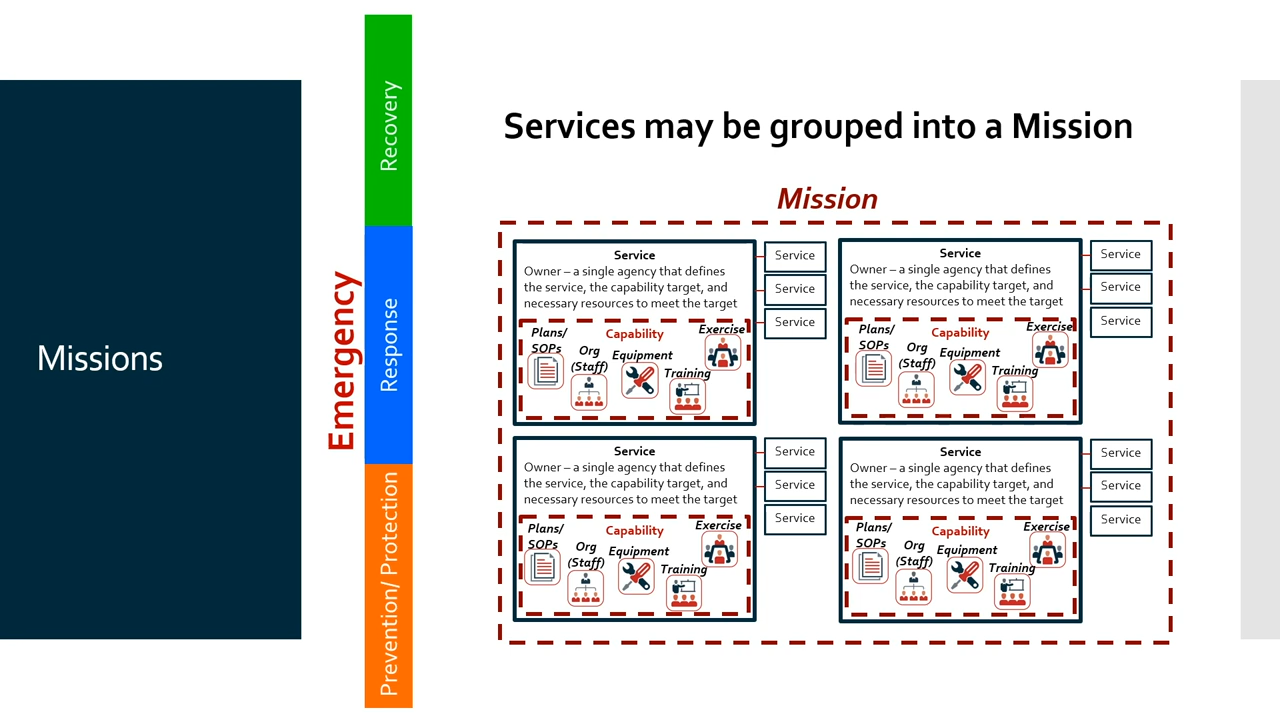 Missions
Emergency
Recovery
Response
Prevention/ Protection
Services may be grouped into a Mission
Mission
Service
Owner – a single agency that defines
the service, the capability target, and
necessary resources to meet the target
Plans/
SOPs
Org
(Staff)
Capability
Equipment
Training
Exercise
Service
Service
Service
Service
Owner – a single agency that defines
the service, the capability target, and
necessary resources to meet the target
Plans/
SOPs
Org
(Staff)
Capability
Equipment
Training
Exercise
Service
Service
Service
Service
Owner – a single agency that defines
the service, the capability target, and
necessary resources to meet the target
Plans/
SOPs
Org
(Staff)
Capability
Equipment
Training
Exercise
Service
Service
Service
Service
Owner – a single agency that defines
the service, the capability target, and
necessary resources to meet the target
Plans/
SOPs
Org
(Staff)
Capability
Equipment
Training
Exercise
Service
Service
Service